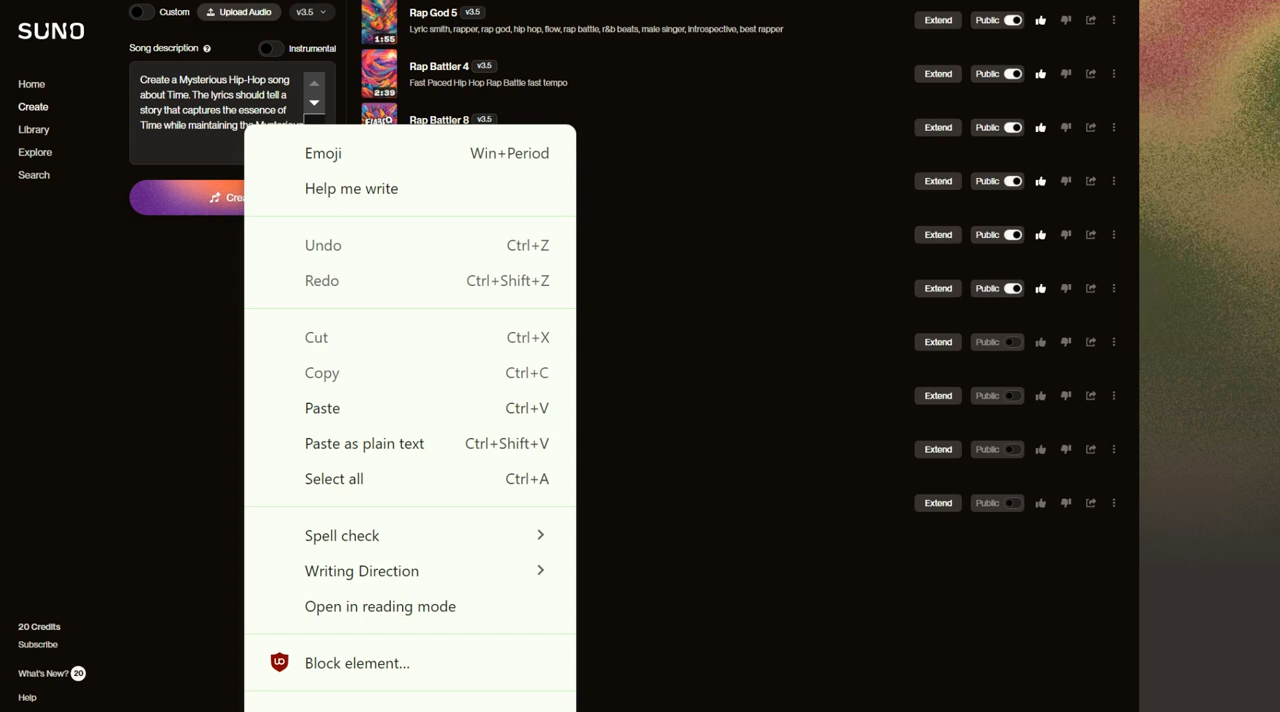 SUNO
Home
Create
Library
Explore
Search
20 Credits
Subscribe
What's New? 20
Help
Custom
Upload Audio
v3.5
Song description
Instrumental
Create a Mysterious Hip-Hop song
about Time. The lyrics should tell a
story that captures the essence of
Time while maintaining the Mysterious
Crea
Rap God 5 v3.5
Lyric smith, rapper, rap god, hip hop, flow, rap battle, r&b beats, male singer, introspective, best rapper
1:55
Rap Battler 4 v3.5
Fast Paced Hip Hop Rap Battle fast tempo
2:39
Rap Battler 8 v3.5
Emoji Win+Period
Help me write
Undo Ctrl+Z
Redo Ctrl+Shift+Z
Cut Ctrl+X
Copy Ctrl+C
Paste Ctrl+V
Paste as plain text Ctrl+Shift+V
Select all Ctrl+A
Spell check
Writing Direction
Open in reading mode
Block element...
Extend Public
Extend Public
Extend Public
Extend Public
Extend Public
Extend Public
Extend Public
Extend Public
Extend Public
Extend Public